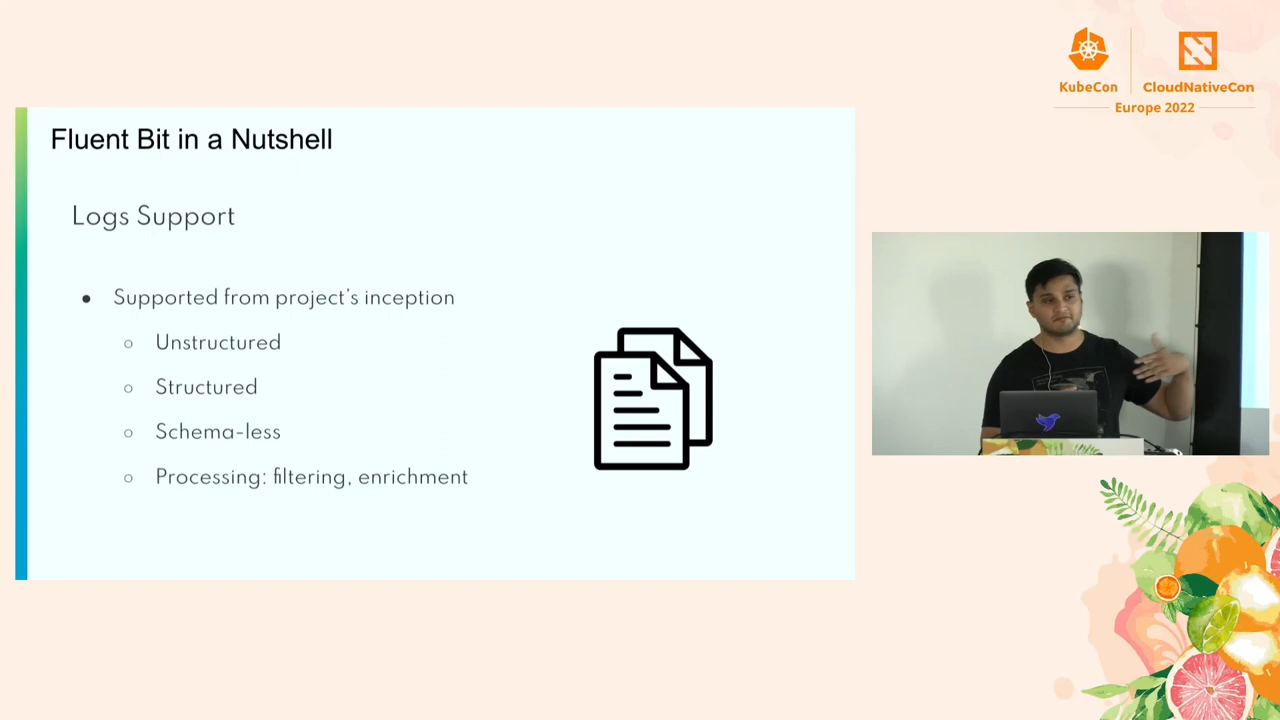 KubeCon
CloudNativeCon
Europe 2022
Fluent Bit in a Nutshell
Logs Support
● Supported from project's inception
○ Unstructured
○ Structured
○ Schema-less
○ Processing: filtering, enrichment